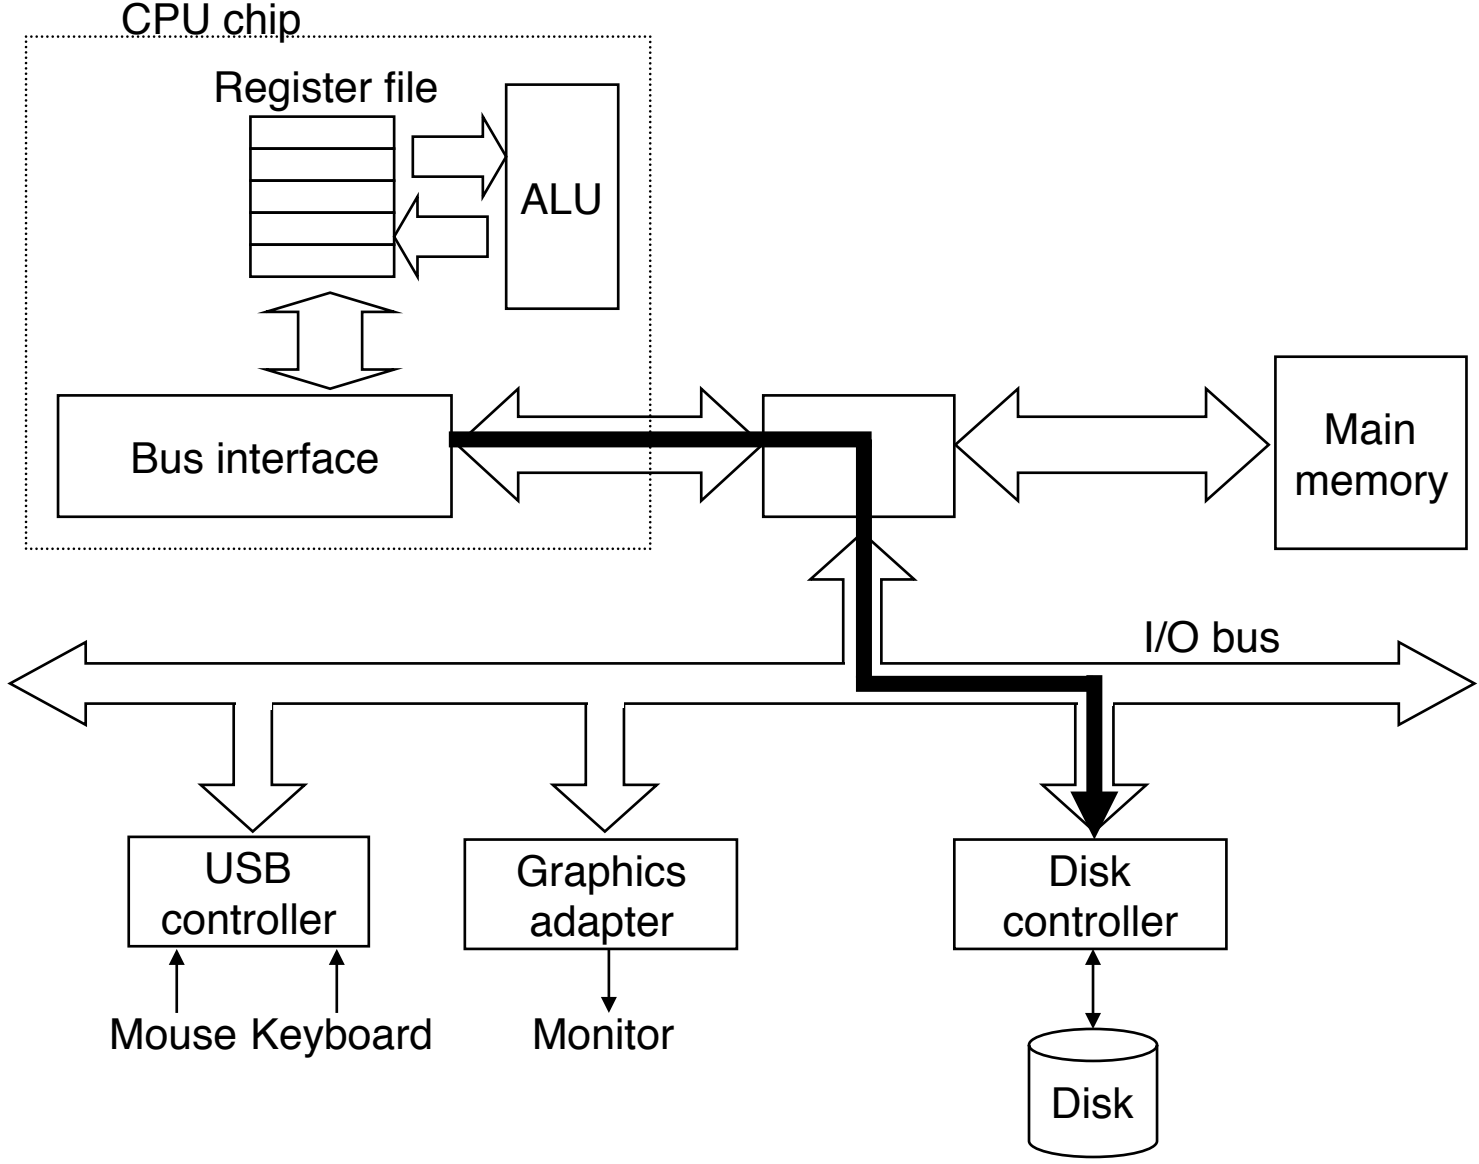 CPU chip
Register file
ALU
Bus interface
Main
memory
I/O bus
USB
controller
Graphics
adapter
Disk
controller
Mouse Keyboard
Monitor
Disk